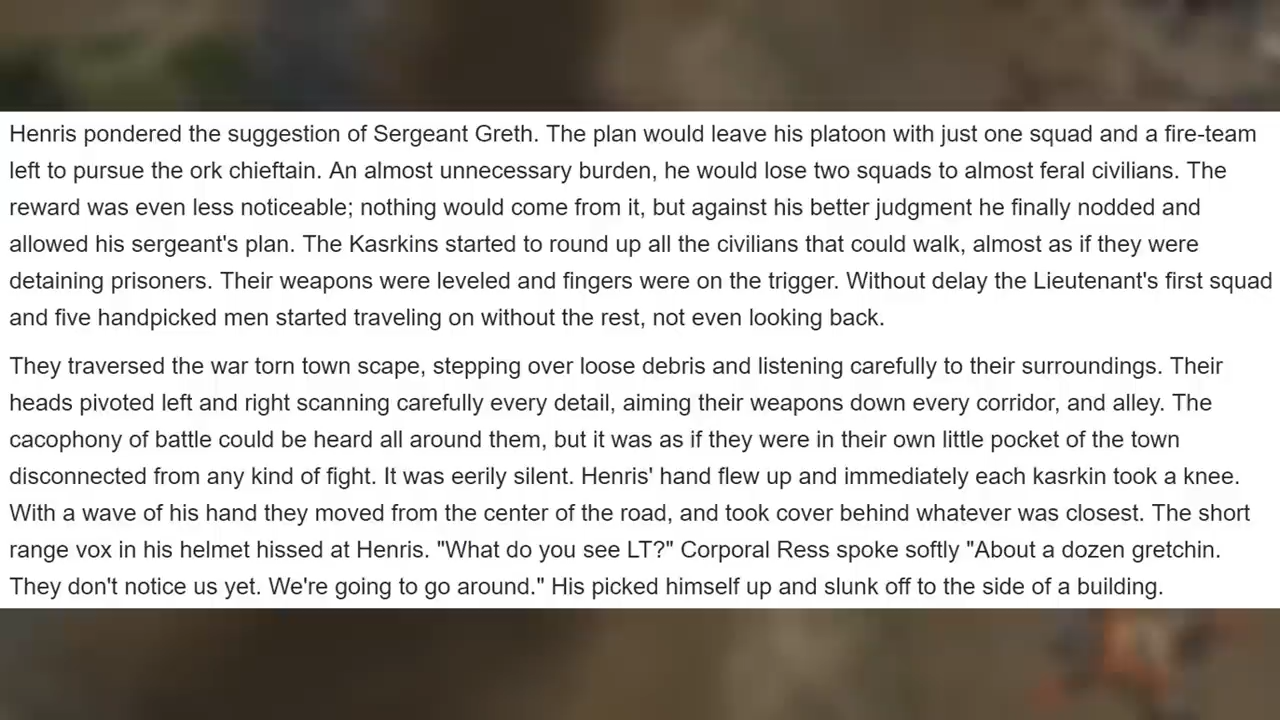 Henris pondered the suggestion of Sergeant Greth. The plan would leave his platoon with just one squad and a fire-team
left to pursue the ork chieftain. An almost unnecessary burden, he would lose two squads to almost feral civilians. The
reward was even less noticeable; nothing would come from it, but against his better judgment he finally nodded and
allowed his sergeant's plan. The Kasrkins started to round up all the civilians that could walk, almost as if they were
detaining prisoners. Their weapons were leveled and fingers were on the trigger. Without delay the Lieutenant's first squad
and five handpicked men started traveling on without the rest, not even looking back.
They traversed the war torn town scape, stepping over loose debris and listening carefully to their surroundings. Their
heads pivoted left and right scanning carefully every detail, aiming their weapons down every corridor, and alley. The
cacophony of battle could be heard all around them, but it was as if they were in their own little pocket of the town
disconnected from any kind of fight. It was eerily silent. Henris' hand flew up and immediately each kasrkin took a knee.
With a wave of his hand they moved from the center of the road, and took cover behind whatever was closest. The short
range vox in his helmet hissed at Henris. "What do you see LT?" Corporal Ress spoke softly "About a dozen gretchin.
They don't notice us yet. We're going to go around." His picked himself up and slunk off to the side of a building.